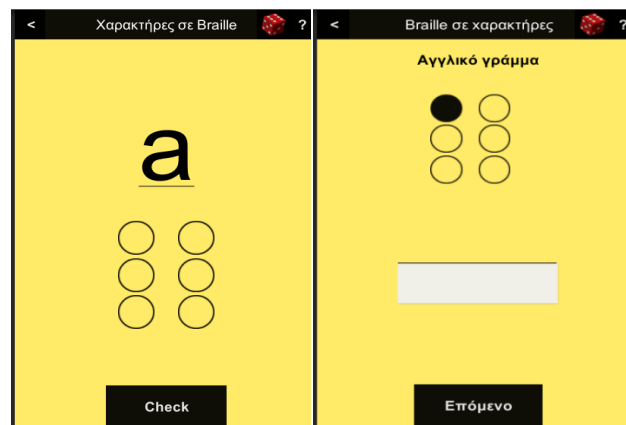 < Χαρακτήρες σε Braille ?
a
Check
< Braille σε χαρακτήρες ?
Αγγλικό γράμμα
Επόμενο